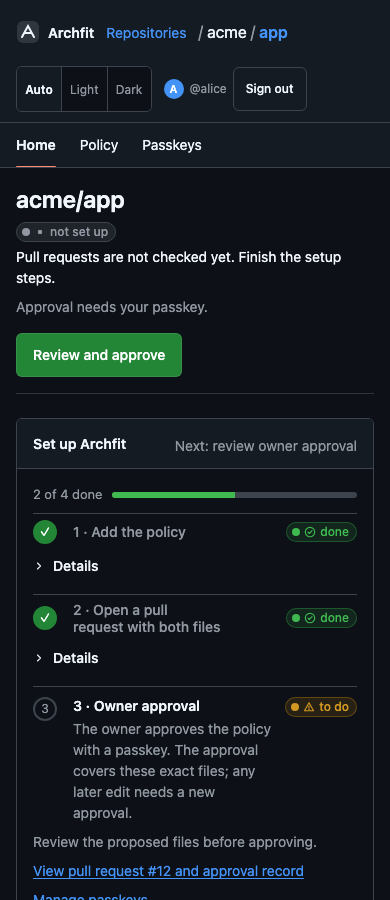 Archfit Repositories / acme / app
Auto Light Dark A @alice Sign out
Home Policy Passkeys
acme/app
not set up
Pull requests are not checked yet. Finish the setup
steps.
Approval needs your passkey.
Review and approve
Set up Archfit Next: review owner approval
2 of 4 done
1 · Add the policy done
Details
2 · Open a pull
request with both files done
Details
3 3 · Owner approval to do
The owner approves the policy
with a passkey. The approval
covers these exact files; any
later edit needs a new
approval.
Review the proposed files before approving.
View pull request #12 and approval record
Manage passkeys